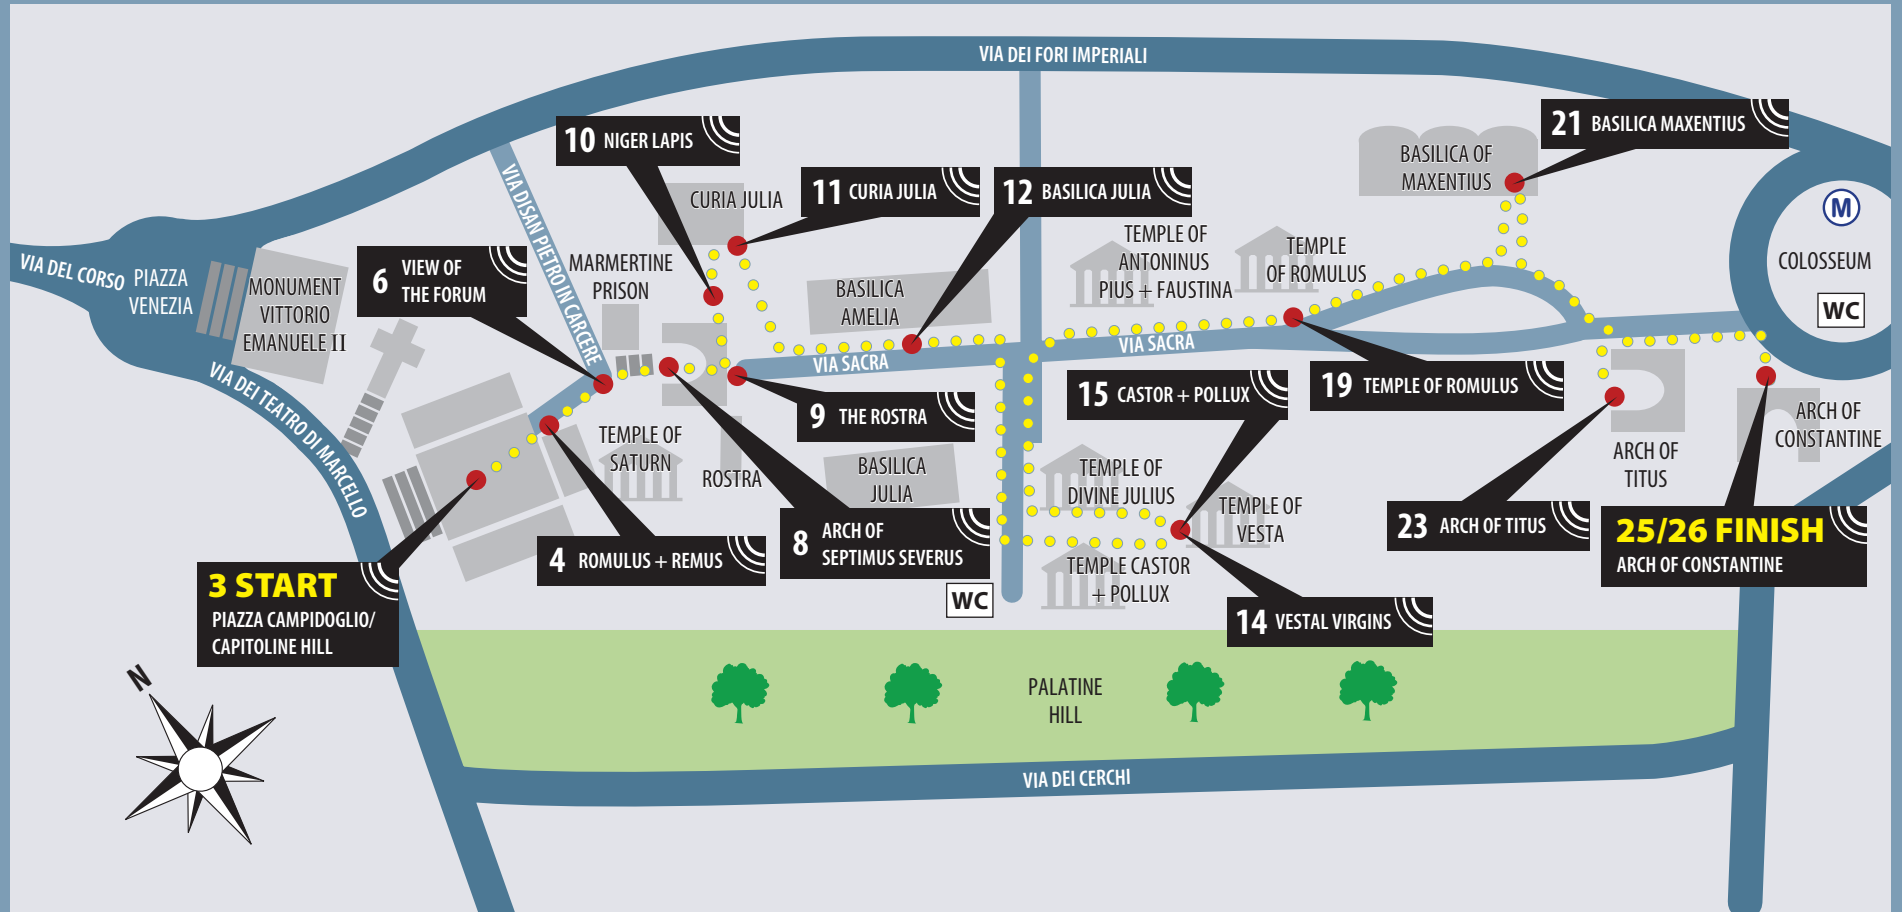 VIA DEI FORI IMPERIALI
21 BASILICA MAXENTIUS
10 NIGER LAPIS
BASILICA OF
MAXENTIUS
VIA DISAN PIETRO IN CARCERE
CURIA JULIA
11 CURIA JULIA
12 BASILICA JULIA
M
COLOSSEUM
WC
VIA DEL CORSO
PIAZZA
VENEZIA
MONUMENT
VITTORIO
EMANUELE II
6 VIEW OF
THE FORUM
MARMERTINE
PRISON
BASILICA
AMELIA
TEMPLE OF
ANTONINUS
PIUS + FAUSTINA
TEMPLE
OF ROMULUS
VIA SACRA
VIA SACRA
VIA DEI TEATRO DI MARCELLO
15 CASTOR + POLLUX
19 TEMPLE OF ROMULUS
9 THE ROSTRA
ARCH OF
CONSTANTINE
TEMPLE OF
SATURN
ROSTRA
BASILICA
JULIA
TEMPLE OF
DIVINE JULIUS
TEMPLE OF
VESTA
ARCH OF
TITUS
23 ARCH OF TITUS
25/26 FINISH
ARCH OF CONSTANTINE
8 ARCH OF
SEPTIMUS SEVERUS
4 ROMULUS + REMUS
3 START
PIAZZA CAMPIDOGLIO/
CAPITOLINE HILL
TEMPLE CASTOR
+ POLLUX
WC
14 VESTAL VIRGINS
N
PALATINE
HILL
VIA DEI CERCHI